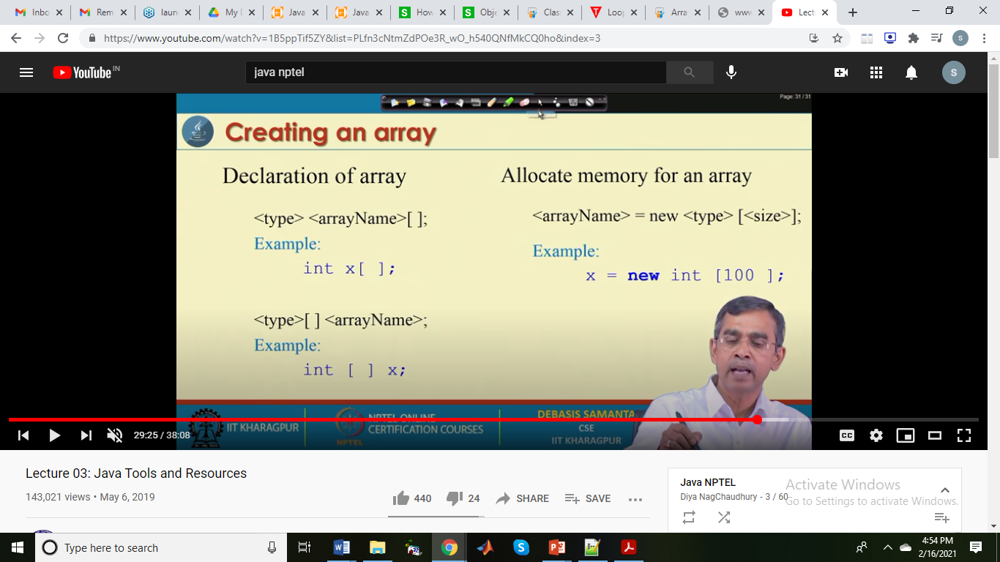 Inbo
Rem
laun
My D
Java
Java
How
Obje
Clas
Loop
Arra
www
Lect
https://www.youtube.com/watch?v=1B5ppTif5ZY&list=PLfn3cNtmZdPOe3R_wO_h540QNfMkCQ0ho&index=3
S
YouTube IN
java nptel
S
Page: 31 / 31
Creating an array
Declaration of array
<type> <arrayName>[ ];
Example:
int x[ ];
<type>[ ] <arrayName>;
Example:
int [ ] x;
Allocate memory for an array
<arrayName> = new <type> [<size>];
Example:
x = new int [100 ];
IIT KHARAGPUR
NPTEL
NPTEL ONLINE
CERTIFICATION COURSES
DEBASIS SAMANTA
CSE
IIT KHARAGPUR
29:25 / 38:08
CC
Lecture 03: Java Tools and Resources
143,021 views • May 6, 2019
440
24
SHARE
SAVE
Java NPTEL
Diya NagChaudhury - 3 / 60
Activate Windows
Go to Settings to activate Windows.
Type here to search
4:54 PM
2/16/2021